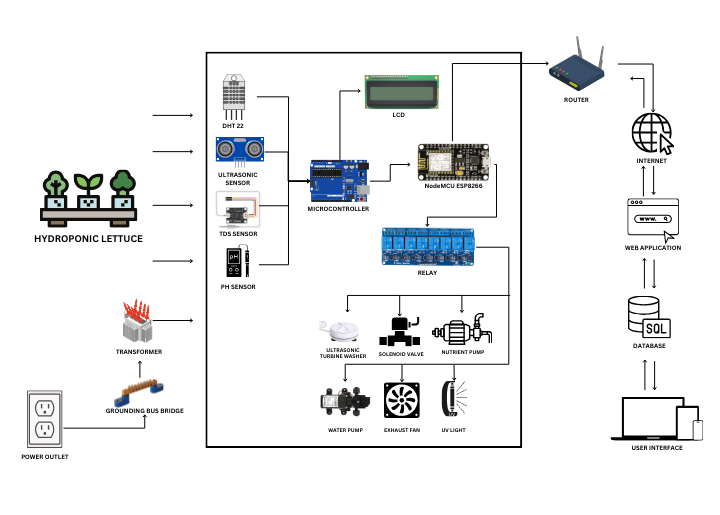 ROUTER
LCD
DHT 22
INTERNET
ULTRASONIC
SENSOR
NodeMCU ESP8266
MICROCONTROLLER
www.
TDS SENSOR
HYDROPONIC LETTUCE
WEB APPLICATION
PH
RELAY
PH SENSOR
SQL
DATABASE
TRANSFORMER
ULTRASONIC
TURBINE WASHER
SOLENOID VALVE
NUTRIENT PUMP
GROUNDING BUS BRIDGE
WATER PUMP
EXHAUST FAN
UV LIGHT
USER INTERFACE
POWER OUTLET